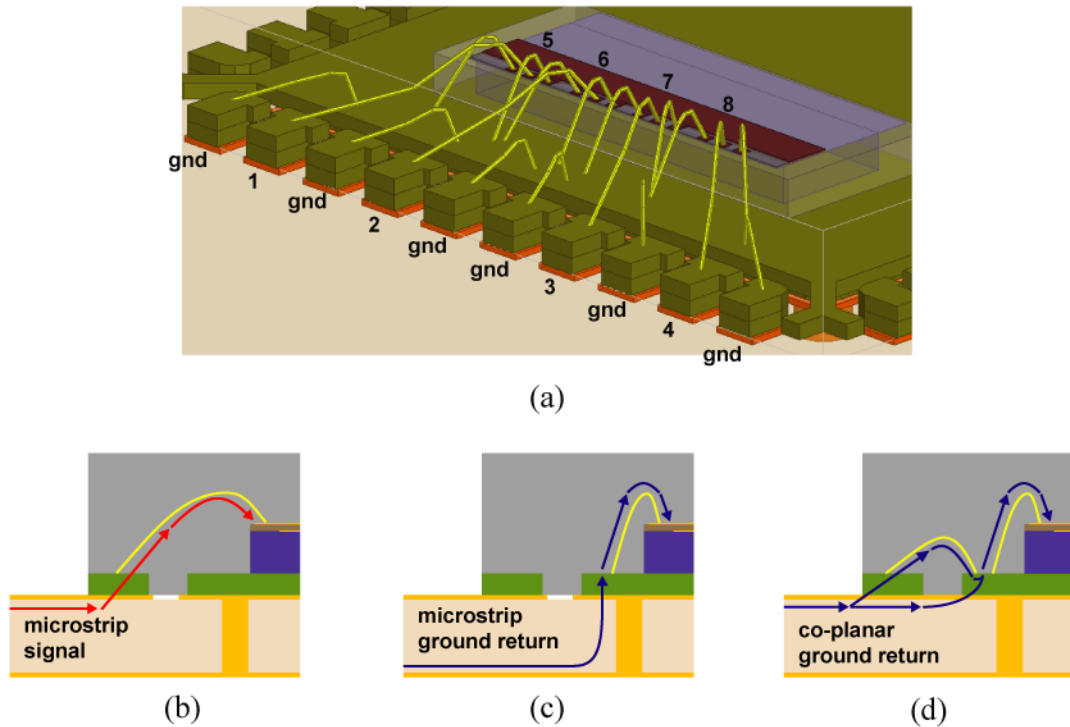 5
6
7
8
gnd
1
gnd
2
gnd
gnd
3
gnd
4
gnd
(a)
microstrip
signal
microstrip
ground return
co-planar
ground return
(b)
(c)
(d)